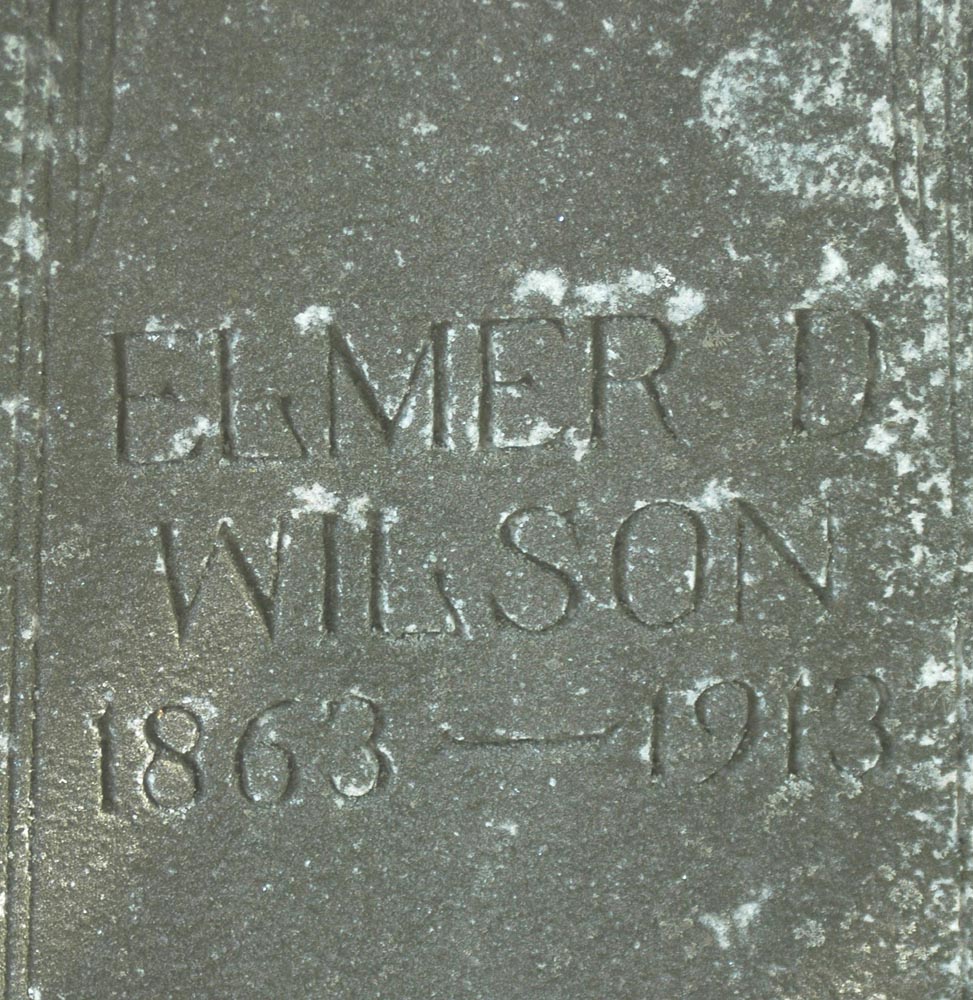 ELMER D
WILSON
1863 — 1913